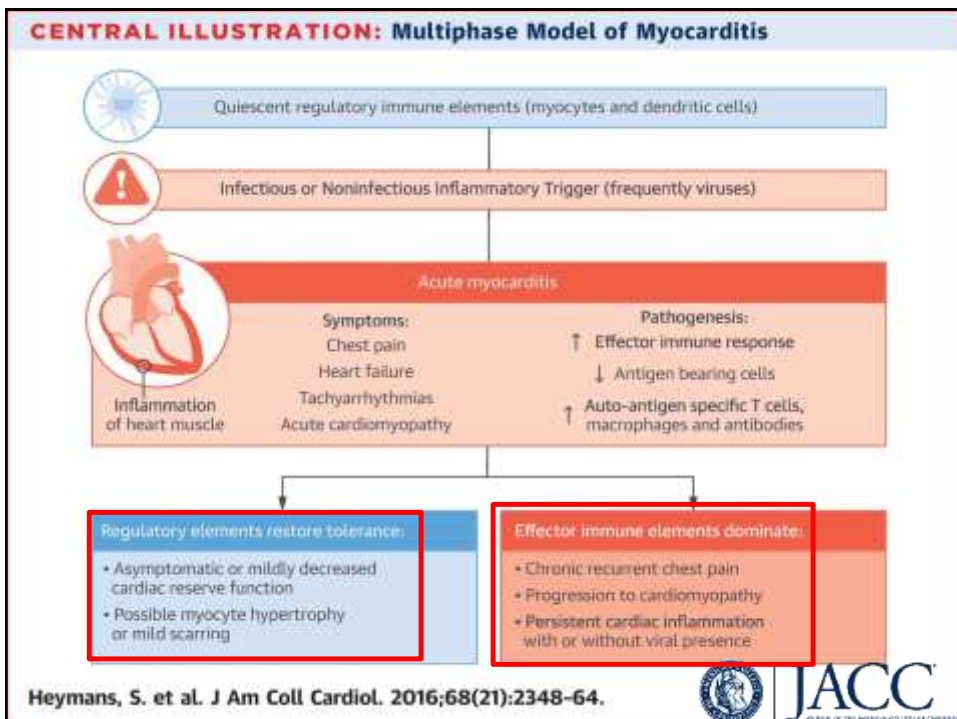 CENTRAL ILLUSTRATION: Multiphase Model of Myocarditis
Quiescent regulatory immune elements (myocytes and dendritic cells)
Infectious or Noninfectious Inflammatory Trigger (frequently viruses)
Acute myocarditis
Inflammation
of heart muscle
Symptoms:
Chest pain
Heart failure
Tachyarrhythmias
Acute cardiomyopathy
Pathogenesis:
↑ Effector immune response
↓ Antigen bearing cells
↑ Auto-antigen specific T cells,
macrophages and antibodies
Regulatory elements restore tolerance:
• Asymptomatic or mildly decreased
cardiac reserve function
• Possible myocyte hypertrophy
or mild scarring
Effector immune elements dominate:
• Chronic recurrent chest pain
• Progression to cardiomyopathy
• Persistent cardiac inflammation
with or without viral presence
Heymans, S. et al. J Am Coll Cardiol. 2016;68(21):2348–64.
JACC